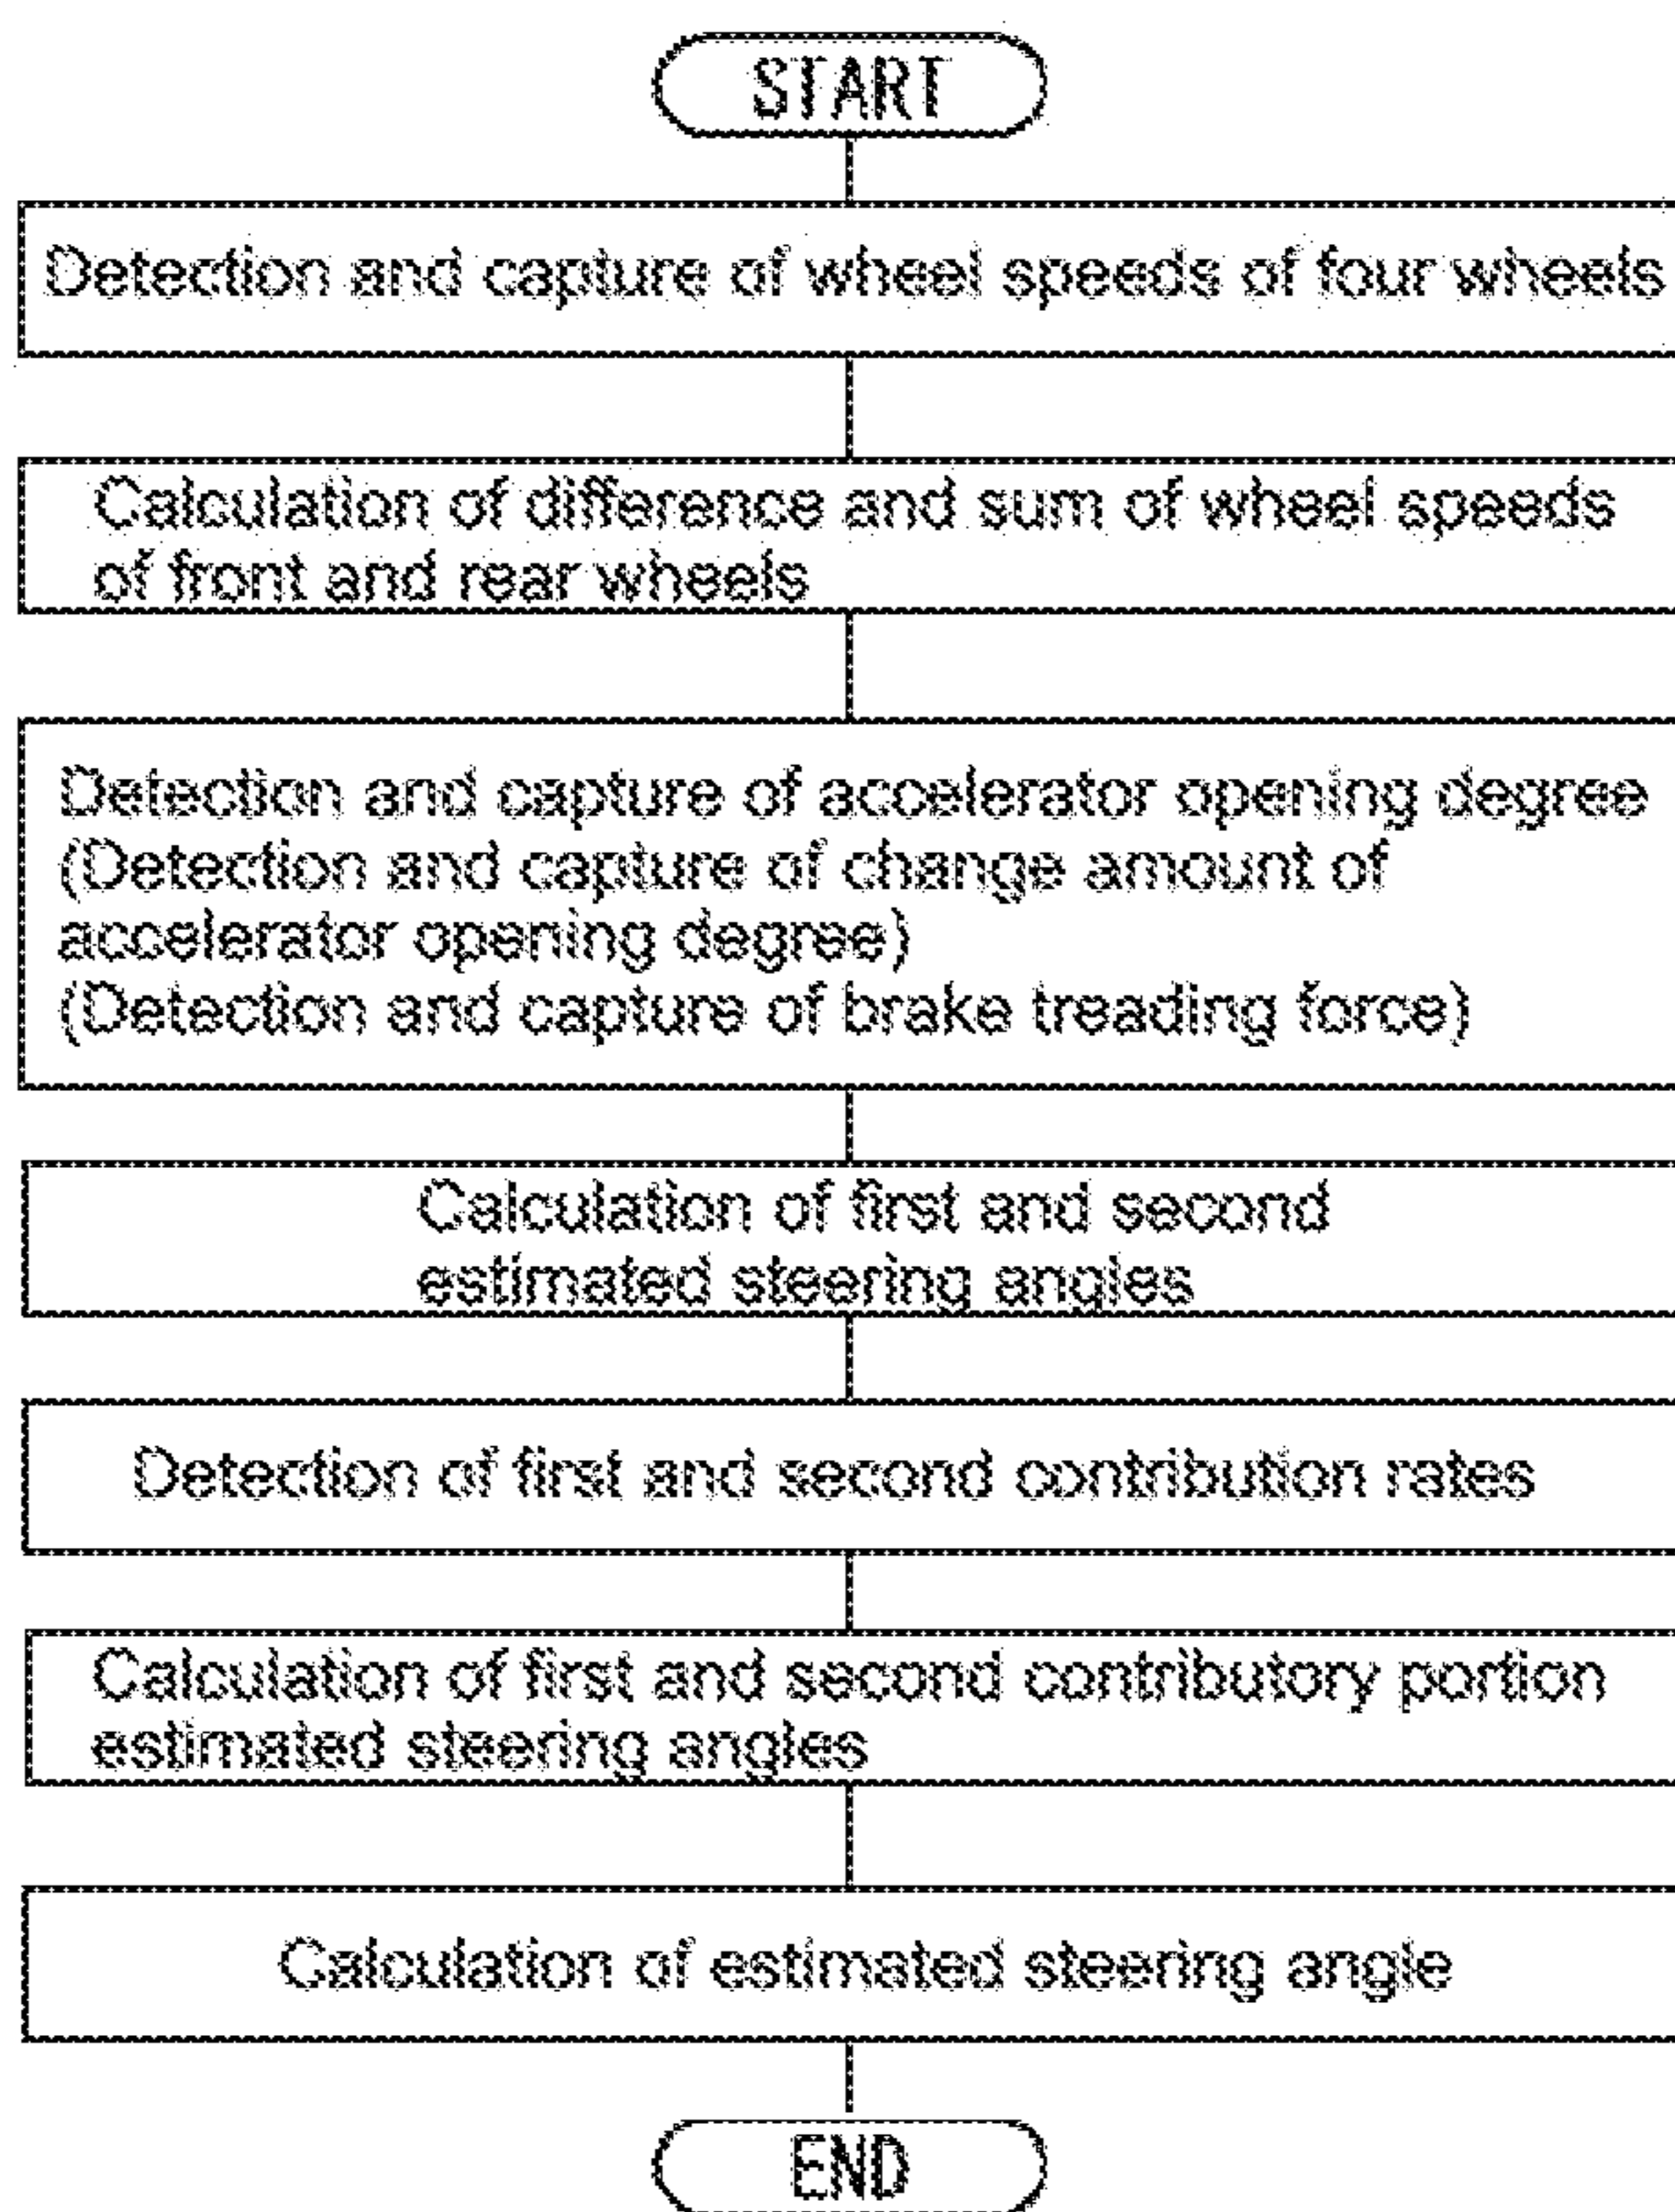 START
Detection and capture of wheel speeds of four wheels
Calculation of difference and sum of wheel speeds
of front and rear wheels
Detection and capture of accelerator opening degree
(Detection and capture of change amount of
accelerator opening degree)
(Detection and capture of brake treading force)
Calculation of first and second
estimated steering angles
Detection of first and second contribution rates
Calculation of first and second contributory portion
estimated steering angles
Calculation of estimated steering angle
END